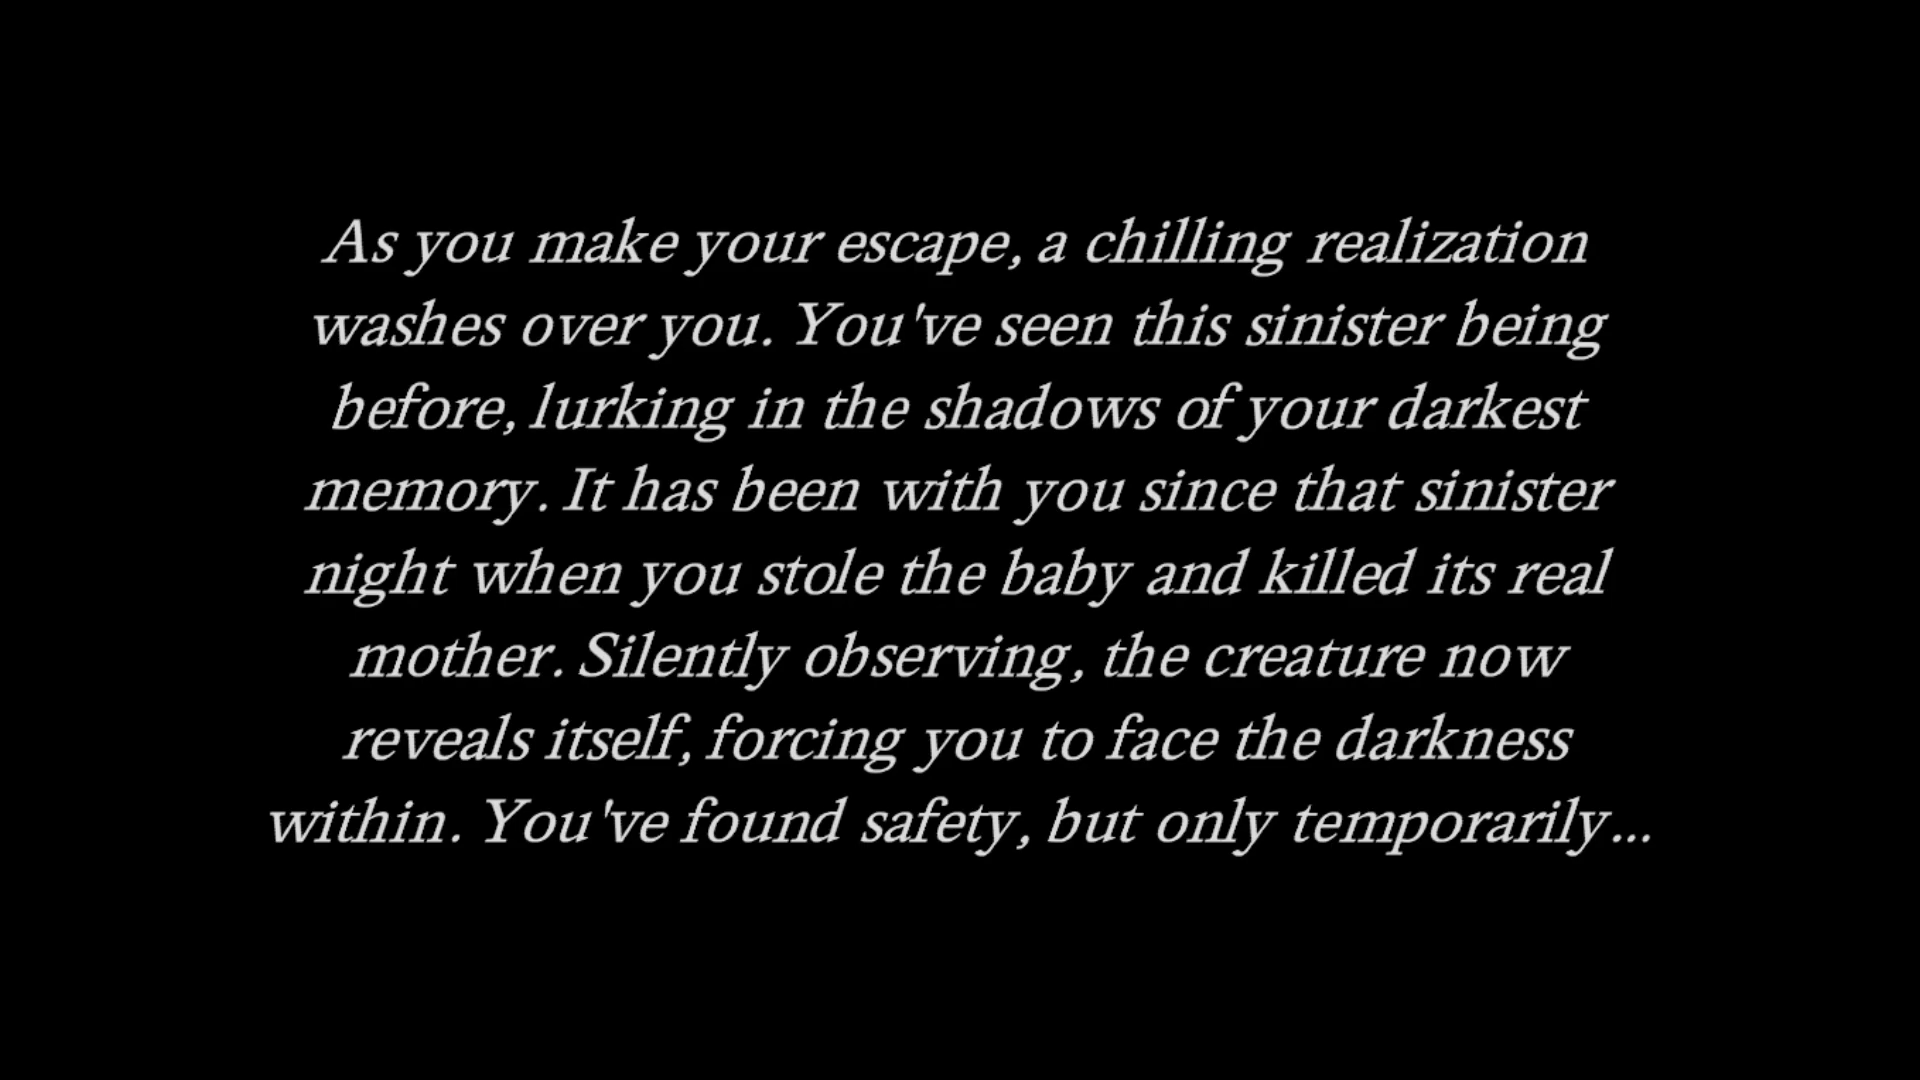 As you make your escape, a chilling realization
washes over you. You've seen this sinister being
before, lurking in the shadows of your darkest
memory. It has been with you since that sinister
night when you stole the baby and killed its real
mother. Silently observing, the creature now
reveals itself, forcing you to face the darkness
within. You've found safety, but only temporarily...